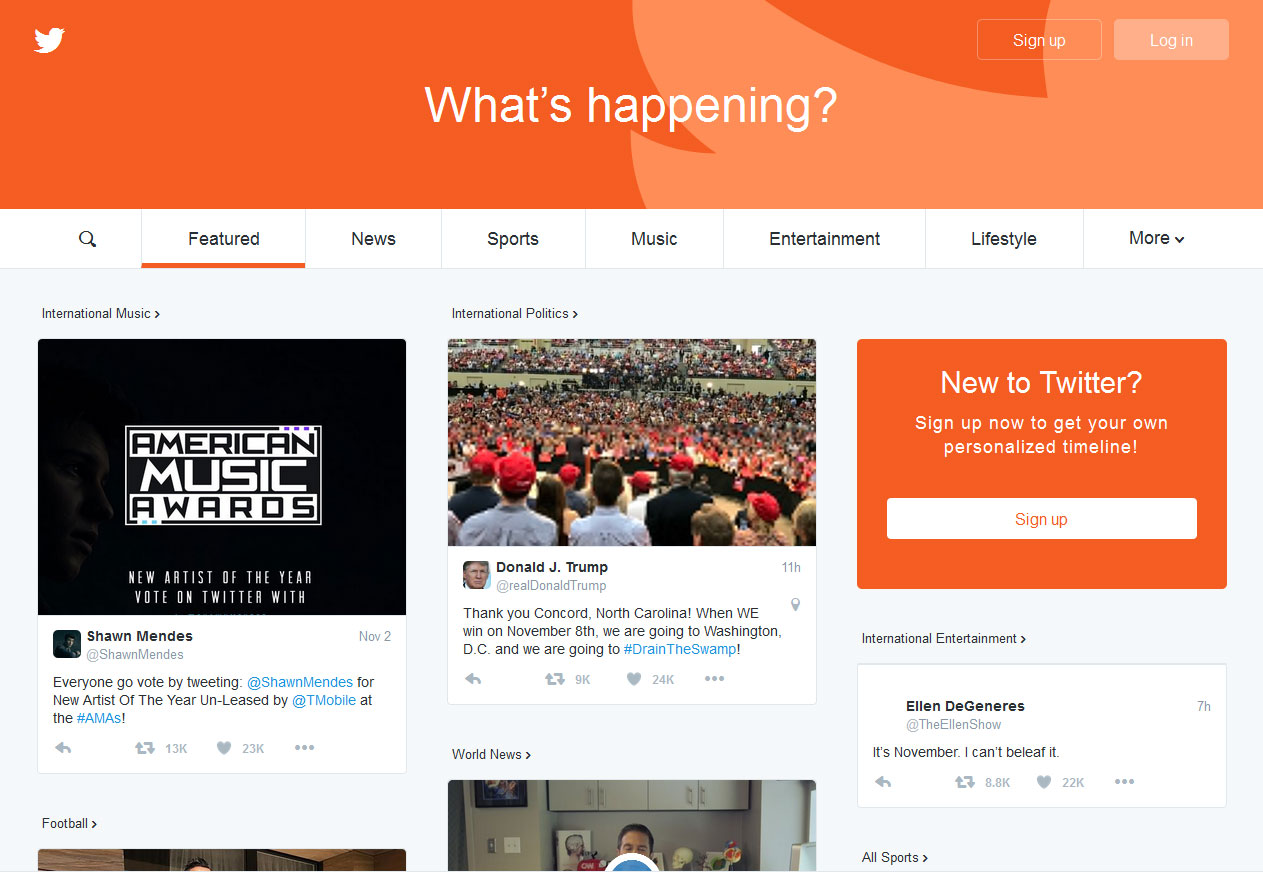 Sign up
Log in
What's happening?
Featured
News
Sports
Music
Entertainment
Lifestyle
More
International Music
AMERICAN
MUSIC
AWARDS
NEW ARTIST OF THE YEAR
VOTE ON TWITTER WITH
Shawn Mendes
Nov 2
@ShawnMendes
Everyone go vote by tweeting: @ShawnMendes for
New Artist Of The Year Un-Leased by @TMobile at
the #AMAs!
13K
23K
Football
International Politics
Donald J. Trump
11h
@realDonaldTrump
Thank you Concord, North Carolina! When WE
win on November 8th, we are going to Washington,
D.C. and we are going to #DrainTheSwamp!
9K
24K
World News
CNN
New to Twitter?
Sign up now to get your own
personalized timeline!
Sign up
International Entertainment
Ellen DeGeneres
7h
@TheEllenShow
It's November. I can't beleaf it.
8.8K
22K
All Sports